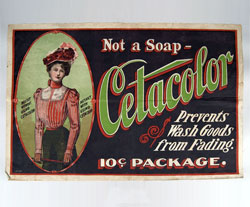 Not a Soap-
Cetacolor
Prevents
Wash Goods
from Fading.
10¢ PACKAGE.